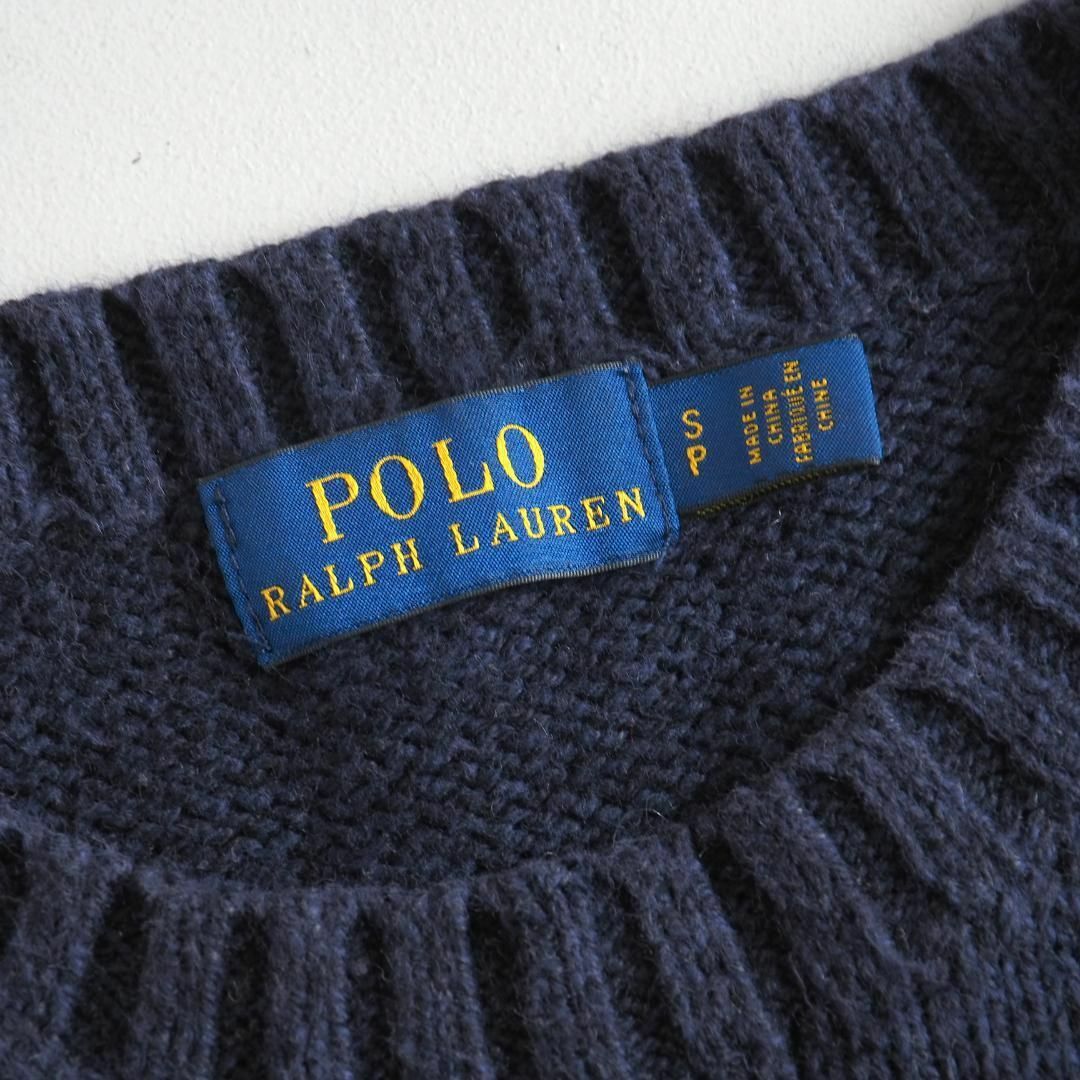 POLO
RALPH LAUREN
S
P
MADE IN
CHINA
FABRIQUÉ EN
CHINE